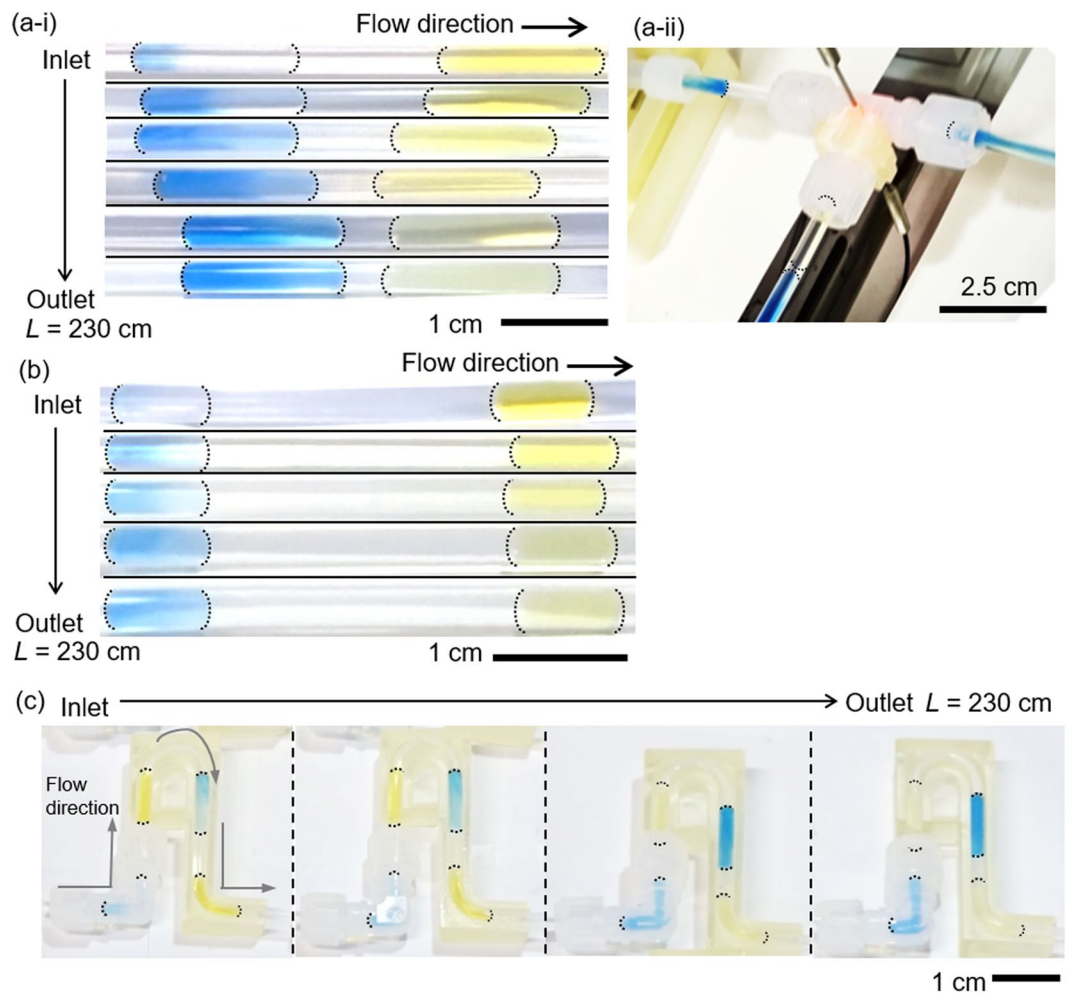 (a-i)
Flow direction
Inlet
Outlet
L = 230 cm
1 cm
(a-ii)
2.5 cm
(b)
Flow direction
Inlet
Outlet
L = 230 cm
1 cm
(c)
Inlet
Outlet L = 230 cm
Flow
direction
1 cm